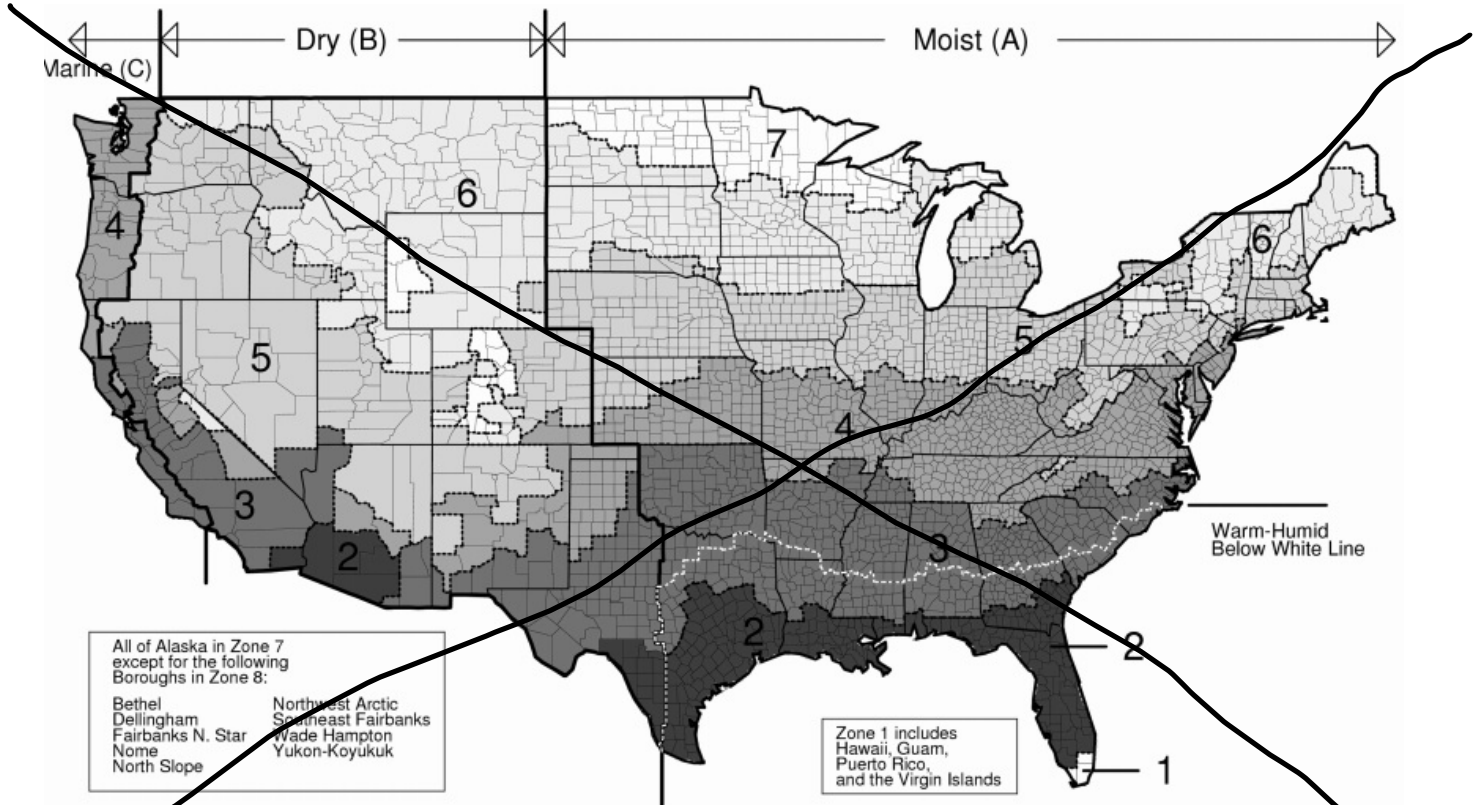 Dry (B)
Moist (A)
Marine (C)
7
6
4
6
5
5
4
3
3
2
2
Warm-Humid
Below White Line
2
1
All of Alaska in Zone 7
except for the following
Boroughs in Zone 8:
Bethel
Dellingham
Fairbanks N. Star
Nome
North Slope
Northwest Arctic
Southeast Fairbanks
Wade Hampton
Yukon-Koyukuk
Zone 1 includes
Hawaii, Guam,
Puerto Rico,
and the Virgin Islands